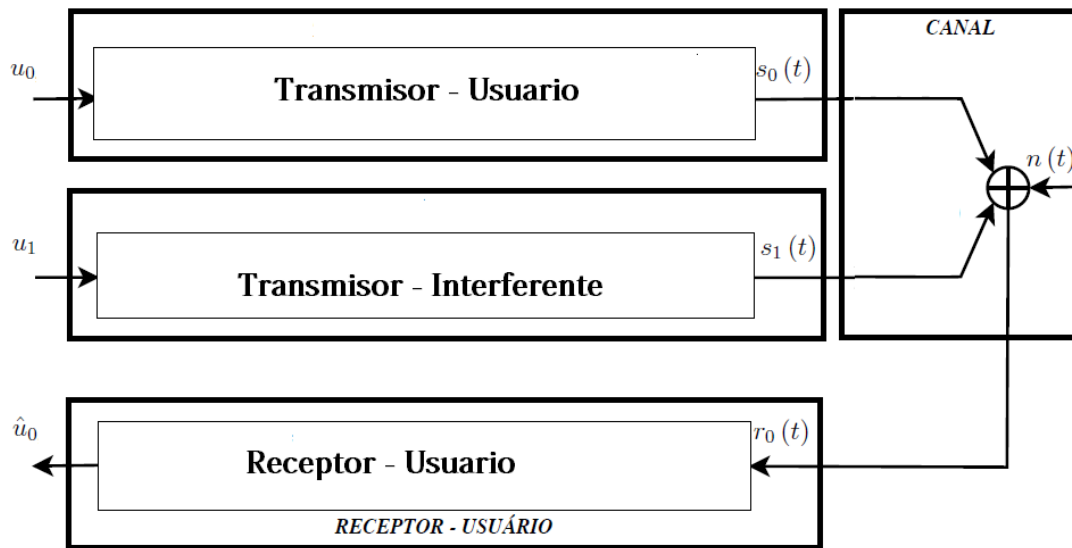 CANAL
u₀
Transmisor - Usuario
s₀ (t)
n (t)
u₁
Transmisor - Interferente
s₁ (t)
û₀
Receptor - Usuario
r₀ (t)
RECEPTOR - USUÁRIO